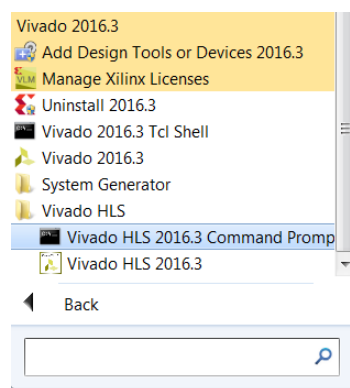 Vivado 2016.3
Add Design Tools or Devices 2016.3
Manage Xilinx Licenses
Uninstall 2016.3
Vivado 2016.3 Tcl Shell
Vivado 2016.3
System Generator
Vivado HLS
Vivado HLS 2016.3 Command Promp
Vivado HLS 2016.3
Back